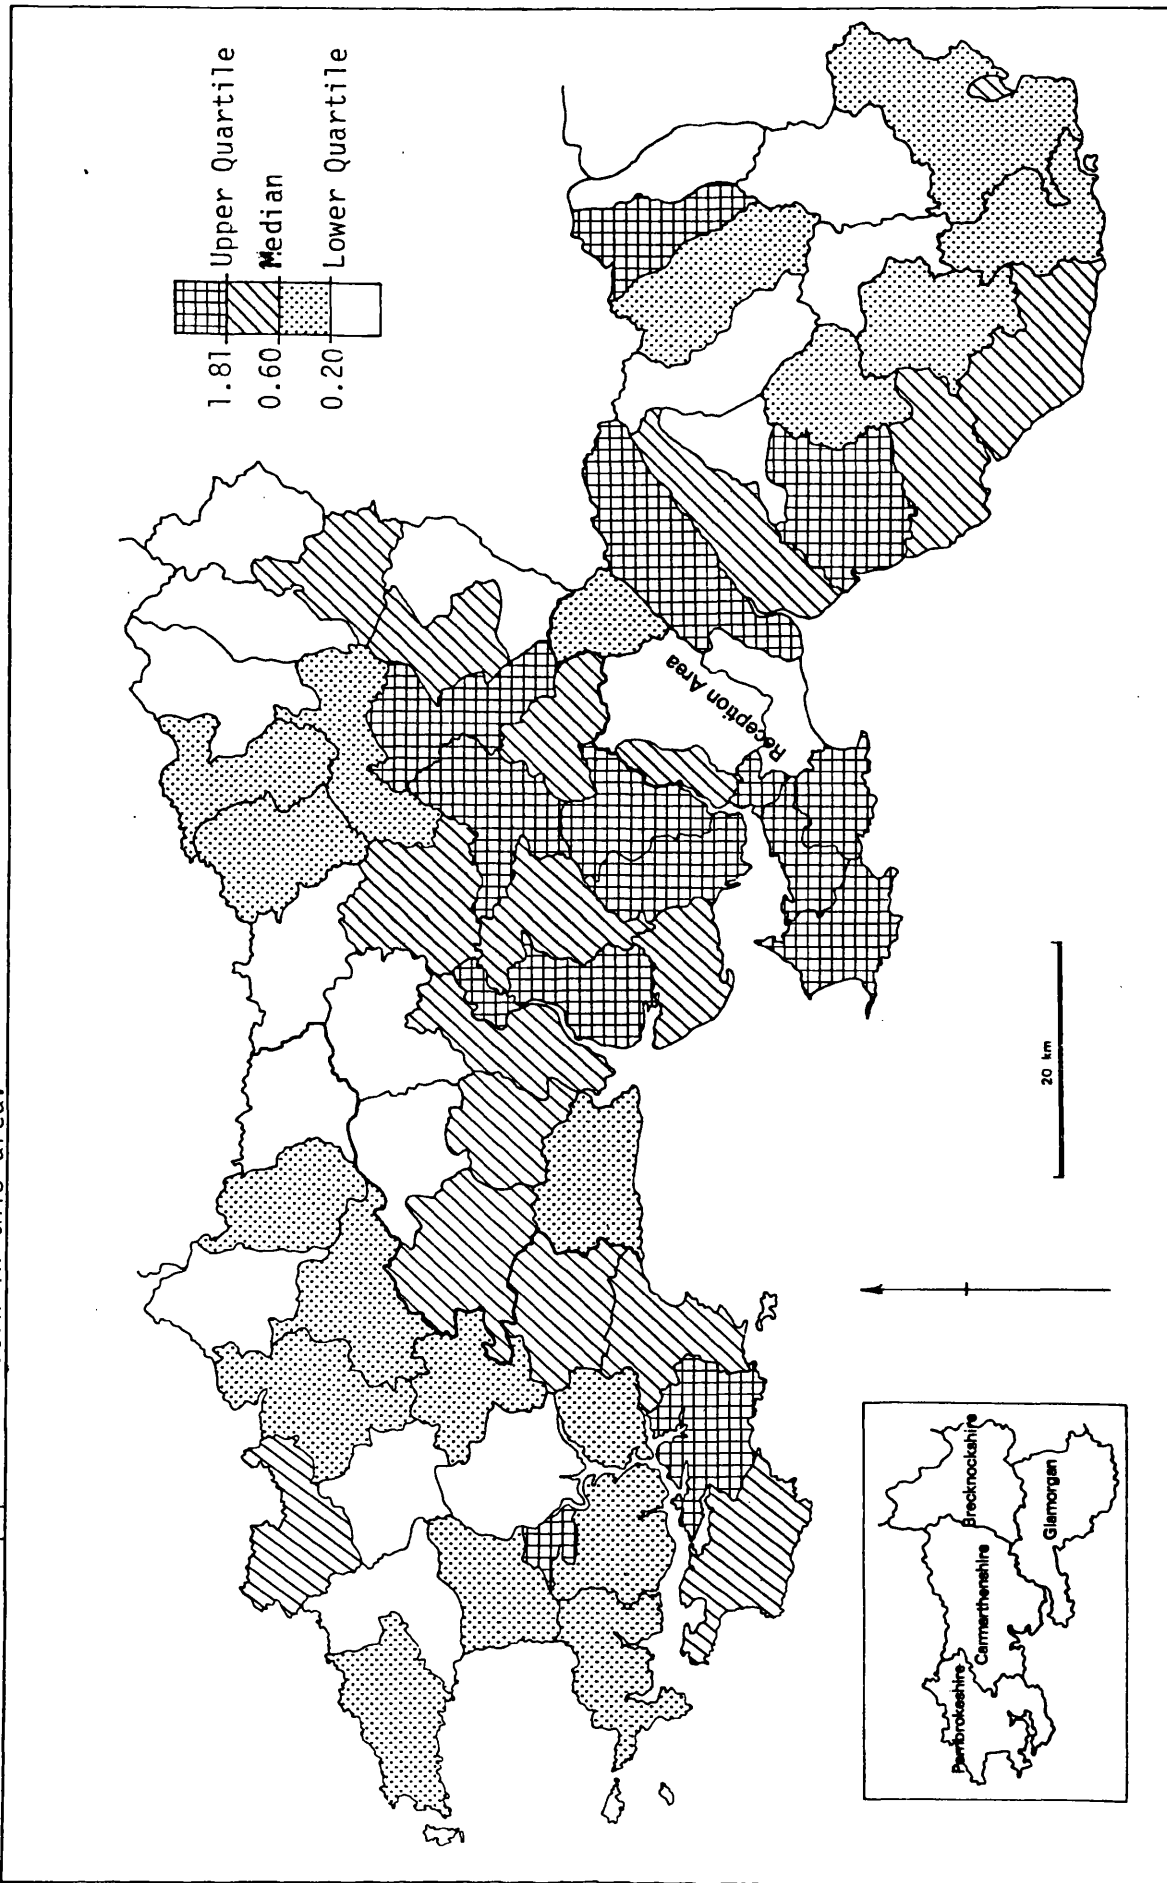 1.81 Upper Quartile
0.60 Median
0.20 Lower Quartile
Reception Area
20 km
Pembrokeshire
Carmarthenshire
Brecknockshire
Glamorgan